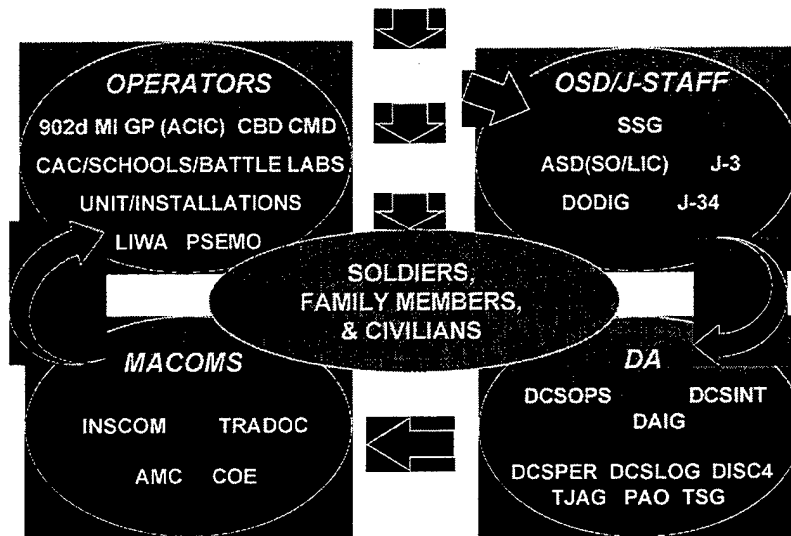 OPERATORS
902d MI GP (ACIC) CBD CMD
CAC/SCHOOLS/BATTLE LABS
UNIT/INSTALLATIONS
LIWA PSEMO
OSD/J-STAFF
SSG
ASD(SO/LIC) J-3
DODIG J-34
SOLDIERS,
FAMILY MEMBERS,
& CIVILIANS
MACOMS
INSCOM TRADOC
AMC COE
DA
DCSOPS DCSINT
DAIG
DCSPER DCSLOG DISC4
TJAG PAO TSG